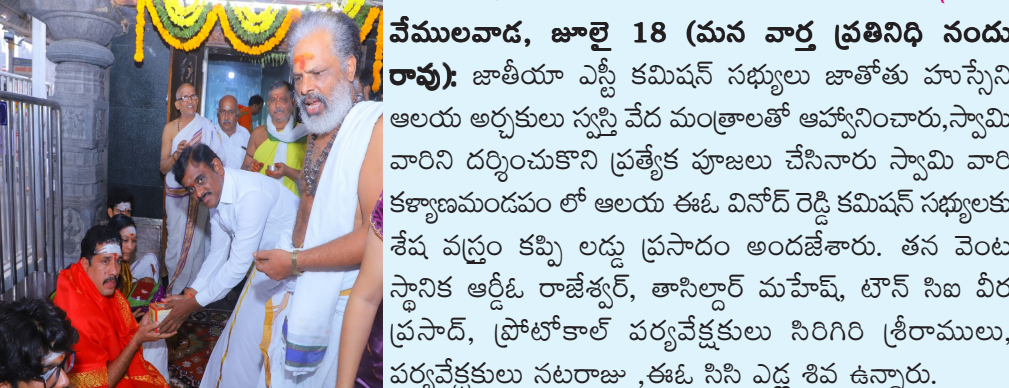 వేములవాడ, జూలై 18 (మన వార్త ప్రతినిధి నందు
రావు): జాతీయా ఎస్టీ కమిషన్ సభ్యులు జాతోతు హుస్సేని
ఆలయ అర్చకులు స్వస్తి వేద మంత్రాలతో ఆహ్వానించారు,స్వామి
వారిని దర్శించుకొని ప్రత్యేక పూజలు చేసినారు స్వామి వారి
కళ్యాణమండపం లో ఆలయ ఈఓ వినోద్ రెడ్డి కమిషన్ సభ్యులకు
శేష వస్త్రం కప్పి లడ్డు ప్రసాదం అందజేశారు. తన వెంట
స్థానిక ఆర్డీఓ రాజేశ్వర్, తాసిల్దార్ మహేష్, టౌన్ సిఐ వీర
ప్రసాద్, ప్రోటోకాల్ పర్యవేక్షకులు సిరిగిరి శ్రీరాములు,
పర్యవేక్షకులు నటరాజు ,ఈఓ సిసి ఎడ్ల శివ ఉన్నారు.